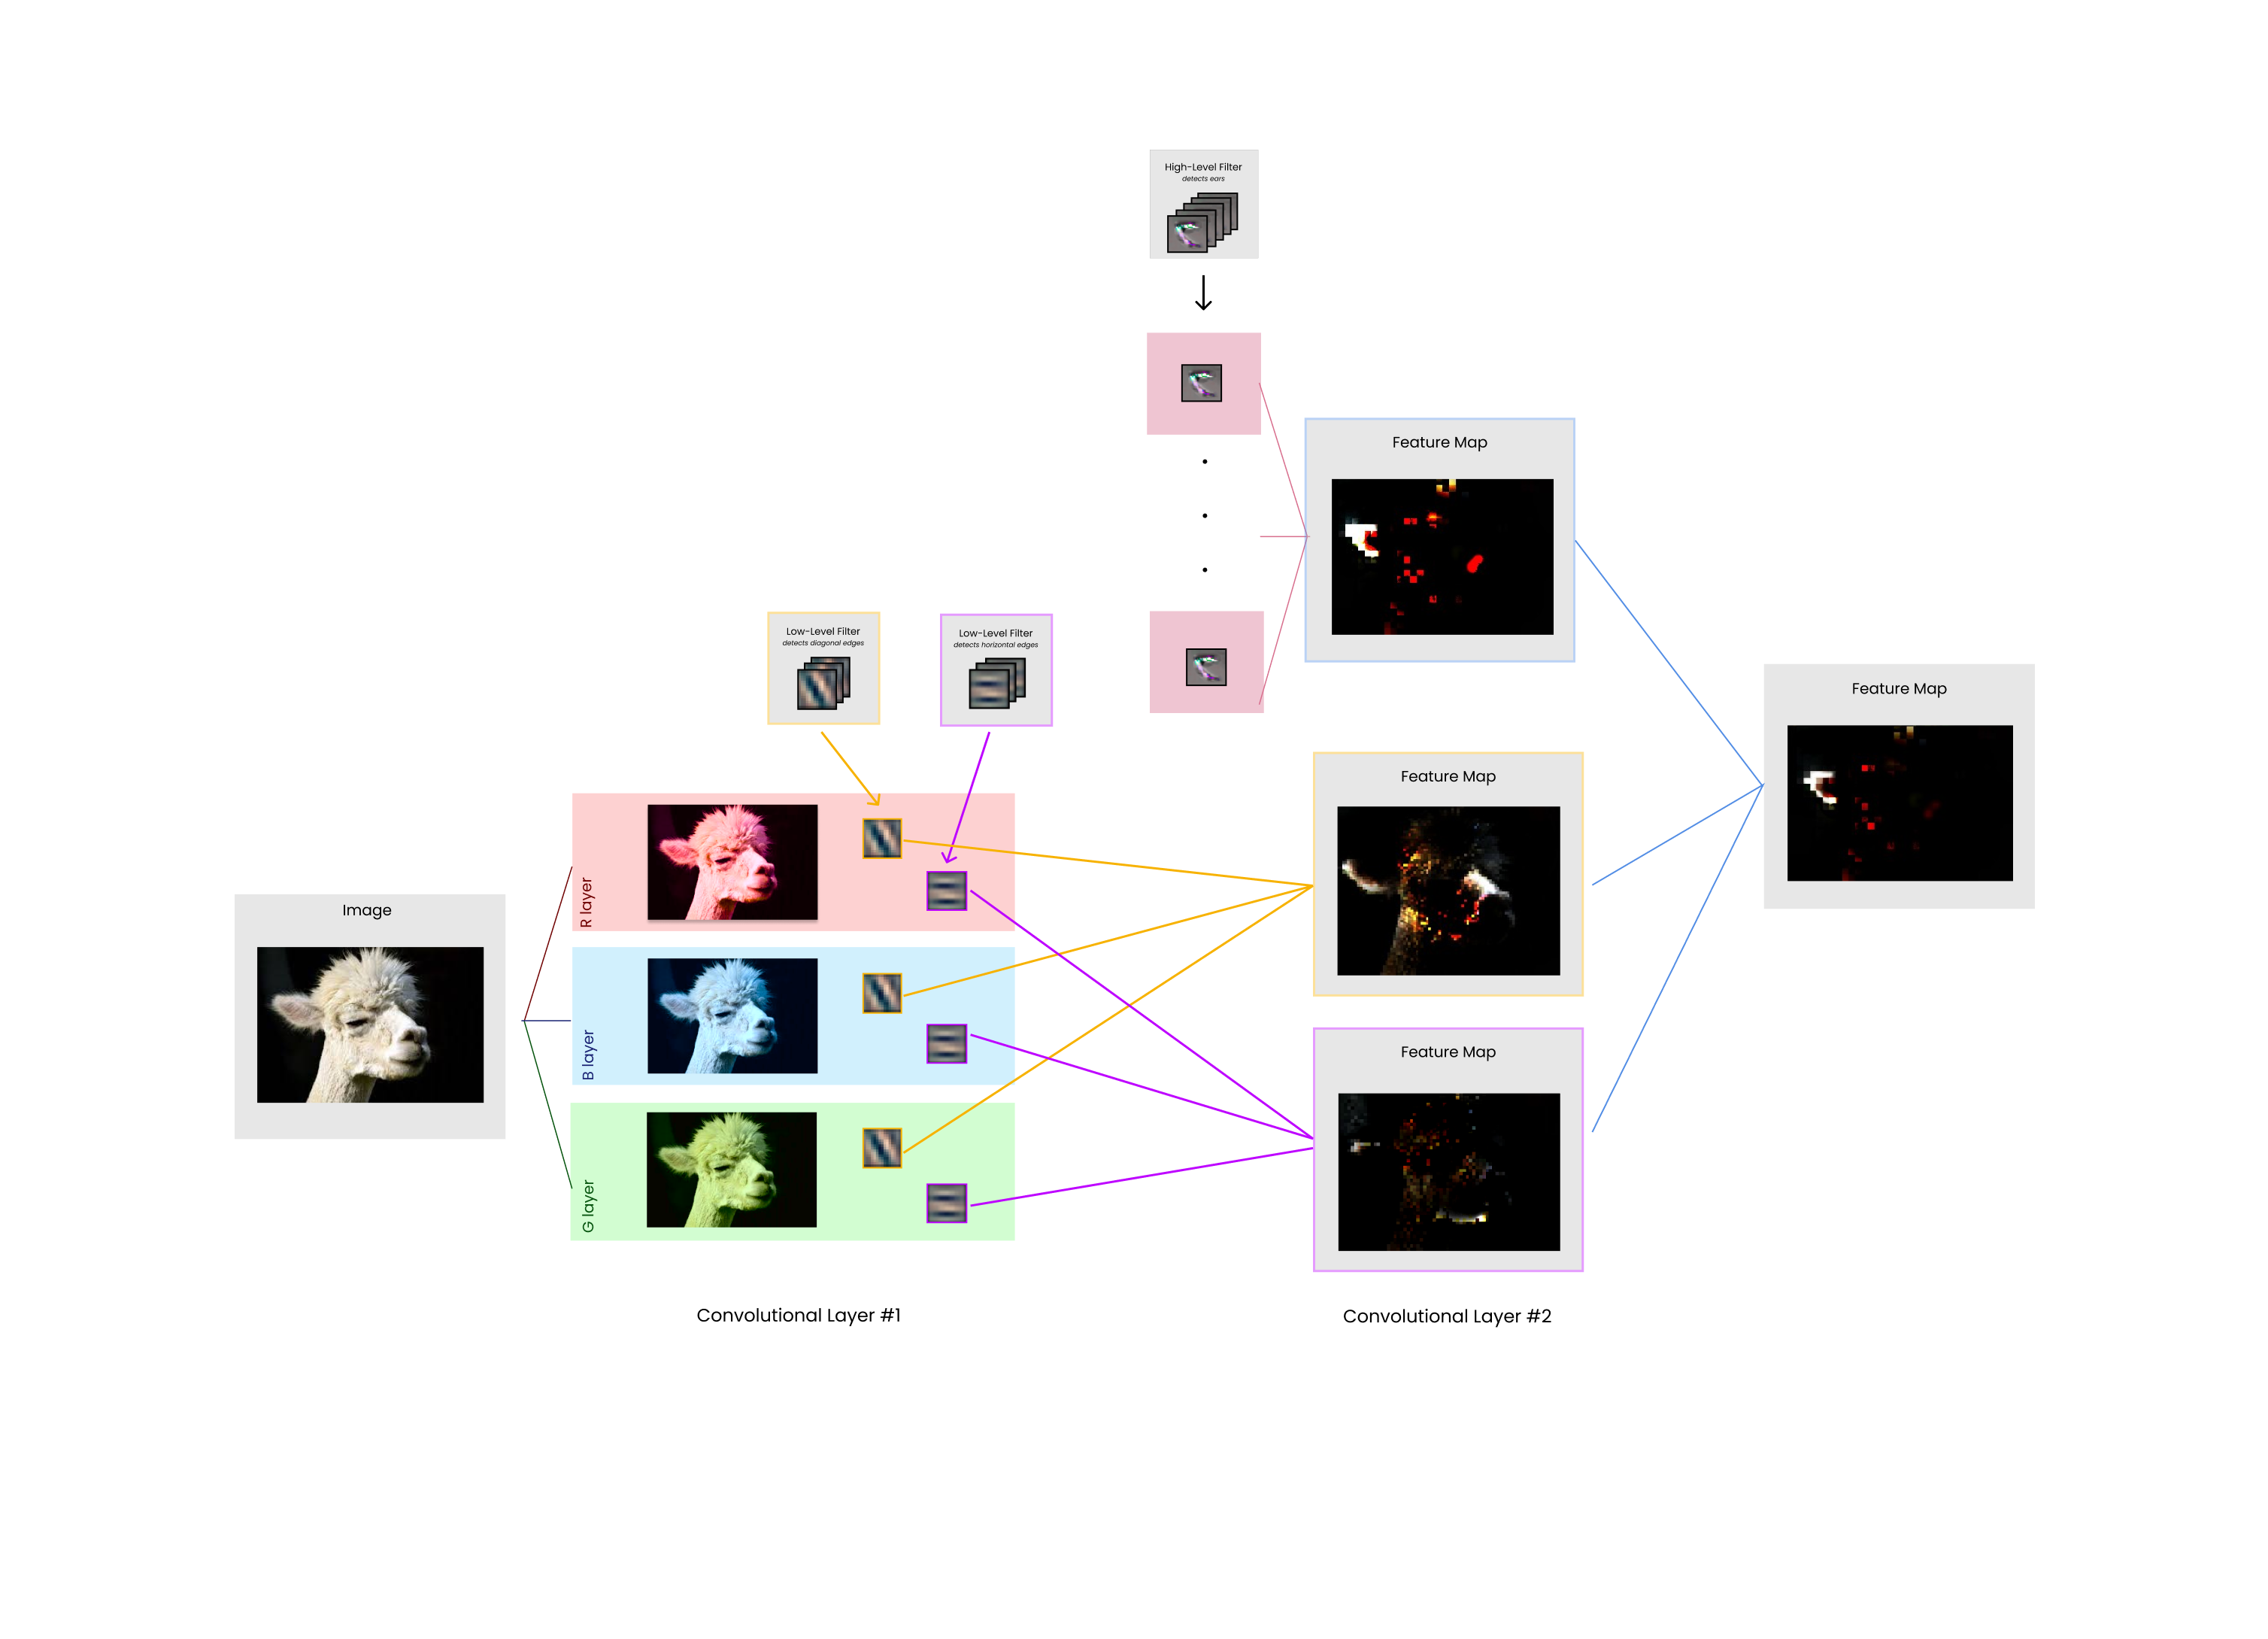 High-Level Filter
detects ears
Feature Map
Low-Level Filter
detects diagonal edges
Low-Level Filter
detects horizontal edges
Feature Map
Feature Map
Image
R layer
B layer
G layer
Feature Map
Convolutional Layer #1
Convolutional Layer #2